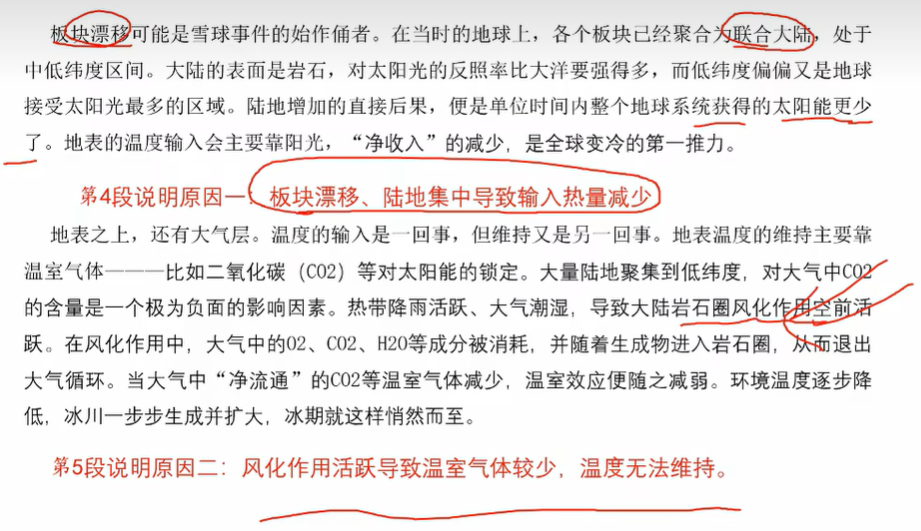 板块漂移可能是雪球事件的始作俑者。在当时的地球上，各个板块已经聚合为联合大陆，处于
中低纬度区间。大陆的表面是岩石，对太阳光的反照率比大洋要强得多，而低纬度偏偏又是地球
接受太阳光最多的区域。陆地增加的直接后果，便是单位时间内整个地球系统获得的太阳能更少
了。地表的温度输入会主要靠阳光，“净收入”的减少，是全球变冷的第一推力。
第4段说明原因一：板块漂移、陆地集中导致输入热量减少
地表之上，还有大气层。温度的输入是一回事，但维持又是另一回事。地表温度的维持主要靠
温室气体———比如二氧化碳（CO2）等对太阳能的锁定。大量陆地聚集到低纬度，对大气中CO2
的含量是一个极为负面的影响因素。热带降雨活跃、大气潮湿，导致大陆岩石圈风化作用空前活
跃。在风化作用中，大气中的O2、CO2、H2O等成分被消耗，并随着生成物进入岩石圈，从而退出
大气循环。当大气中“净流通”的CO2等温室气体减少，温室效应便随之减弱。环境温度逐步降
低，冰川一步步生成并扩大，冰期就这样悄然而至。
第5段说明原因二：风化作用活跃导致温室气体较少，温度无法维持。